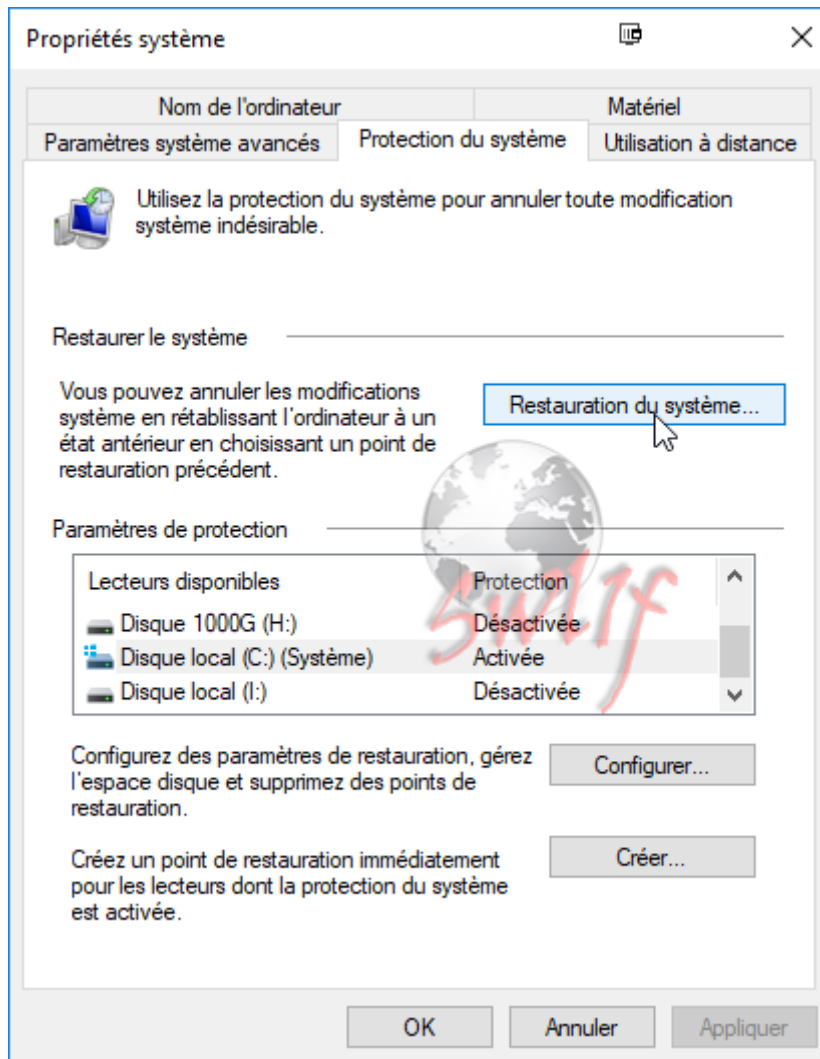 Propriétés système
Nom de l'ordinateur
Matériel
Paramètres système avancés
Protection du système
Utilisation à distance
Utilisez la protection du système pour annuler toute modification
système indésirable.
Restaurer le système
Vous pouvez annuler les modifications
système en rétablissant l'ordinateur à un
état antérieur en choisissant un point de
restauration précédent.
Restauration du système...
Paramètres de protection
Lecteurs disponibles
Protection
Disque 1000G (H:)
Désactivée
Disque local (C:) (Système)
Activée
Disque local (I:)
Désactivée
Configurez des paramètres de restauration, gérez
l'espace disque et supprimez des points de
restauration.
Configurer...
Créez un point de restauration immédiatement
pour les lecteurs dont la protection du système
est activée.
Créer...
OK
Annuler
Appliquer